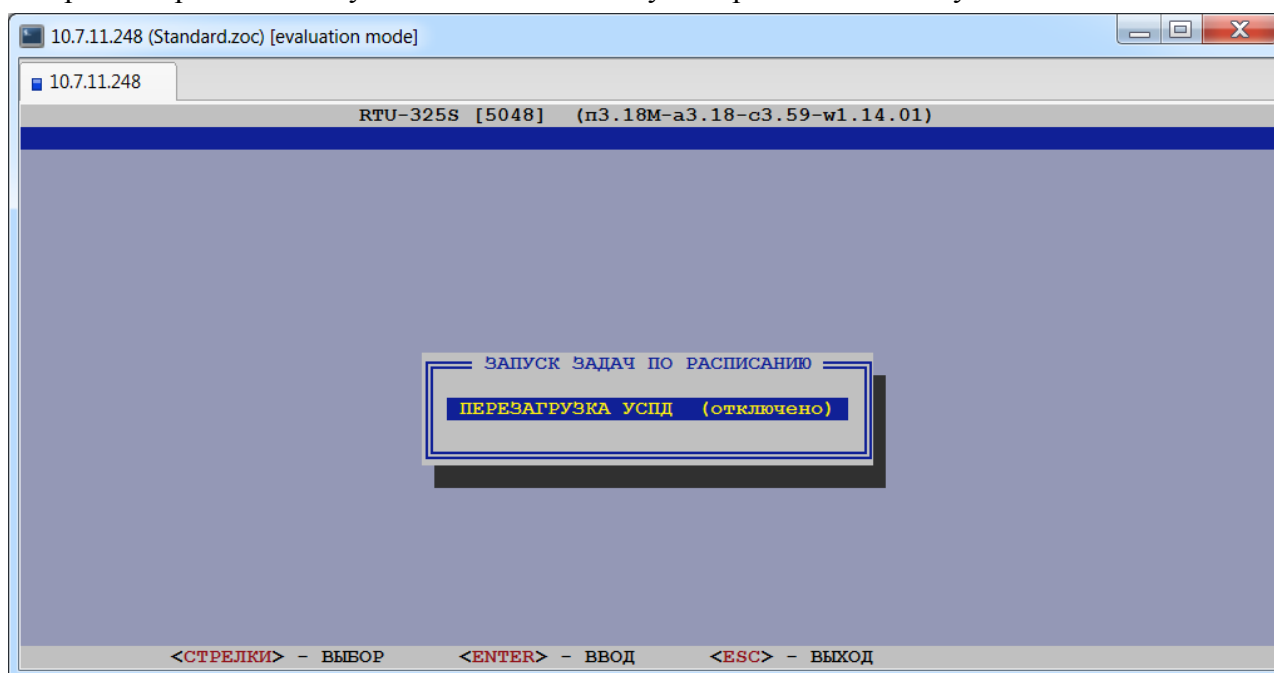 10.7.11.248 (Standard.zoc) [evaluation mode]
10.7.11.248
RTU-325S [5048] (п3.18М-а3.18-с3.59-w1.14.01)
ЗАПУСК ЗАДАЧ ПО РАСПИСАНИЮ
ПЕРЕЗАГРУЗКА УСПД (отключено)
<СТРЕЛКИ> - ВЫБОР <ENTER> - ВВОД <ESC> - ВЫХОД